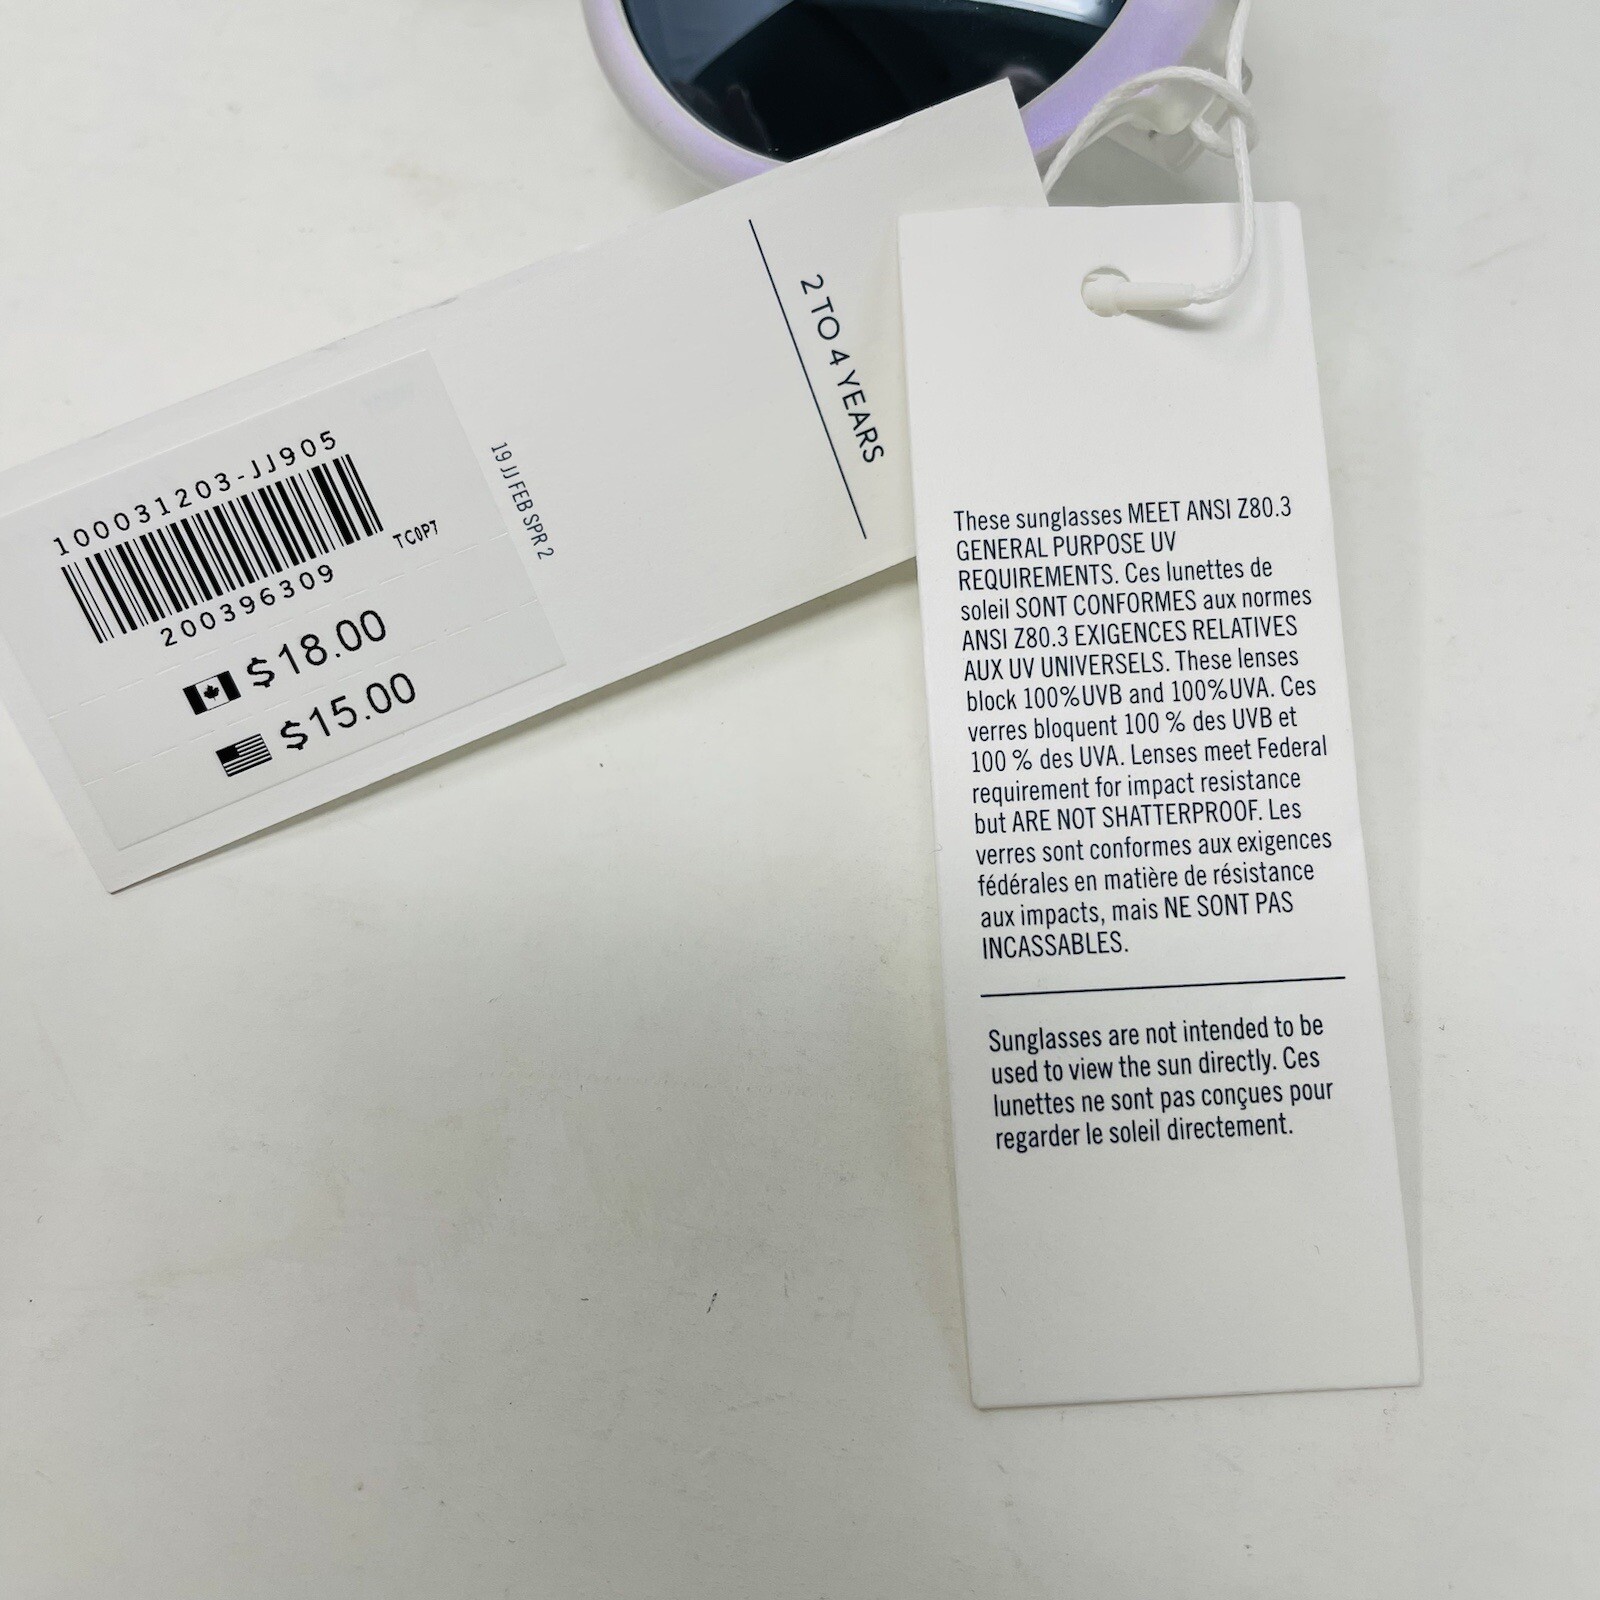 100031203-JJ905
TC0P7
200396309
$18.00
$15.00
19 JJ FEB SPR 2
2 TO 4 YEARS
These sunglasses MEET ANSI Z80.3
GENERAL PURPOSE UV
REQUIREMENTS. Ces lunettes de
soleil SONT CONFORMES aux normes
ANSI Z80.3 EXIGENCES RELATIVES
AUX UV UNIVERSELS. These lenses
block 100%UVB and 100%UVA. Ces
verres bloquent 100 % des UVB et
100 % des UVA. Lenses meet Federal
requirement for impact resistance
but ARE NOT SHATTERPROOF. Les
verres sont conformes aux exigences
fédérales en matière de résistance
aux impacts, mais NE SONT PAS
INCASSABLES.
Sunglasses are not intended to be
used to view the sun directly. Ces
lunettes ne sont pas conçues pour
regarder le soleil directement.